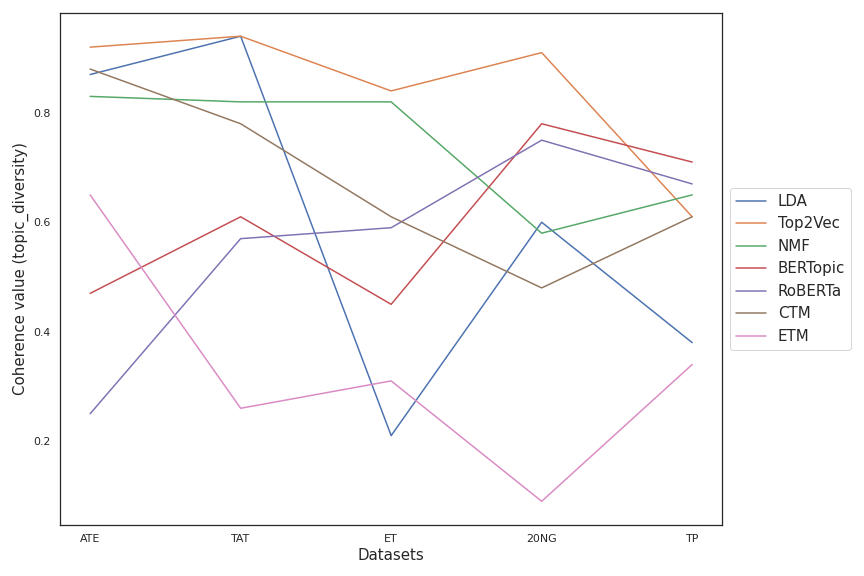 Coherence value (topic_diversity)
0.8
0.6
0.4
0.2
ATE TAT ET 20NG TP
Datasets
LDA
Top2Vec
NMF
BERTopic
RoBERTa
CTM
ETM